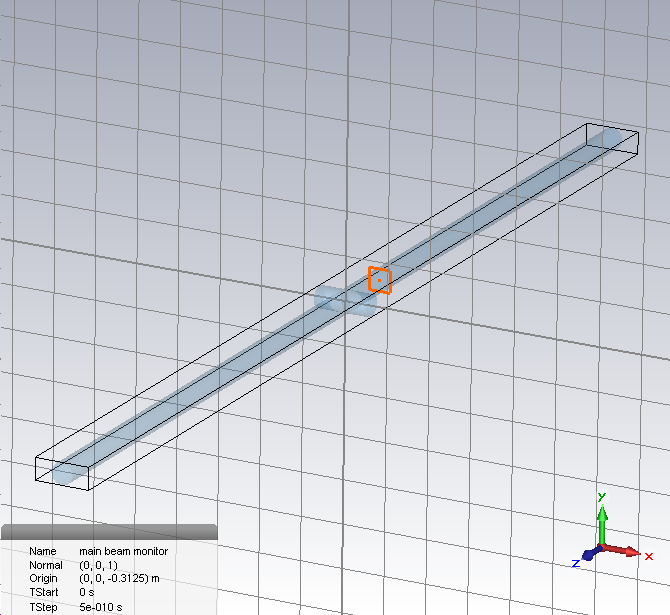 Y
X
Z
Name main beam monitor
Normal (0, 0, 1)
Origin (0, 0, -0.3125) m
TStart 0 s
TStep 5e-010 s